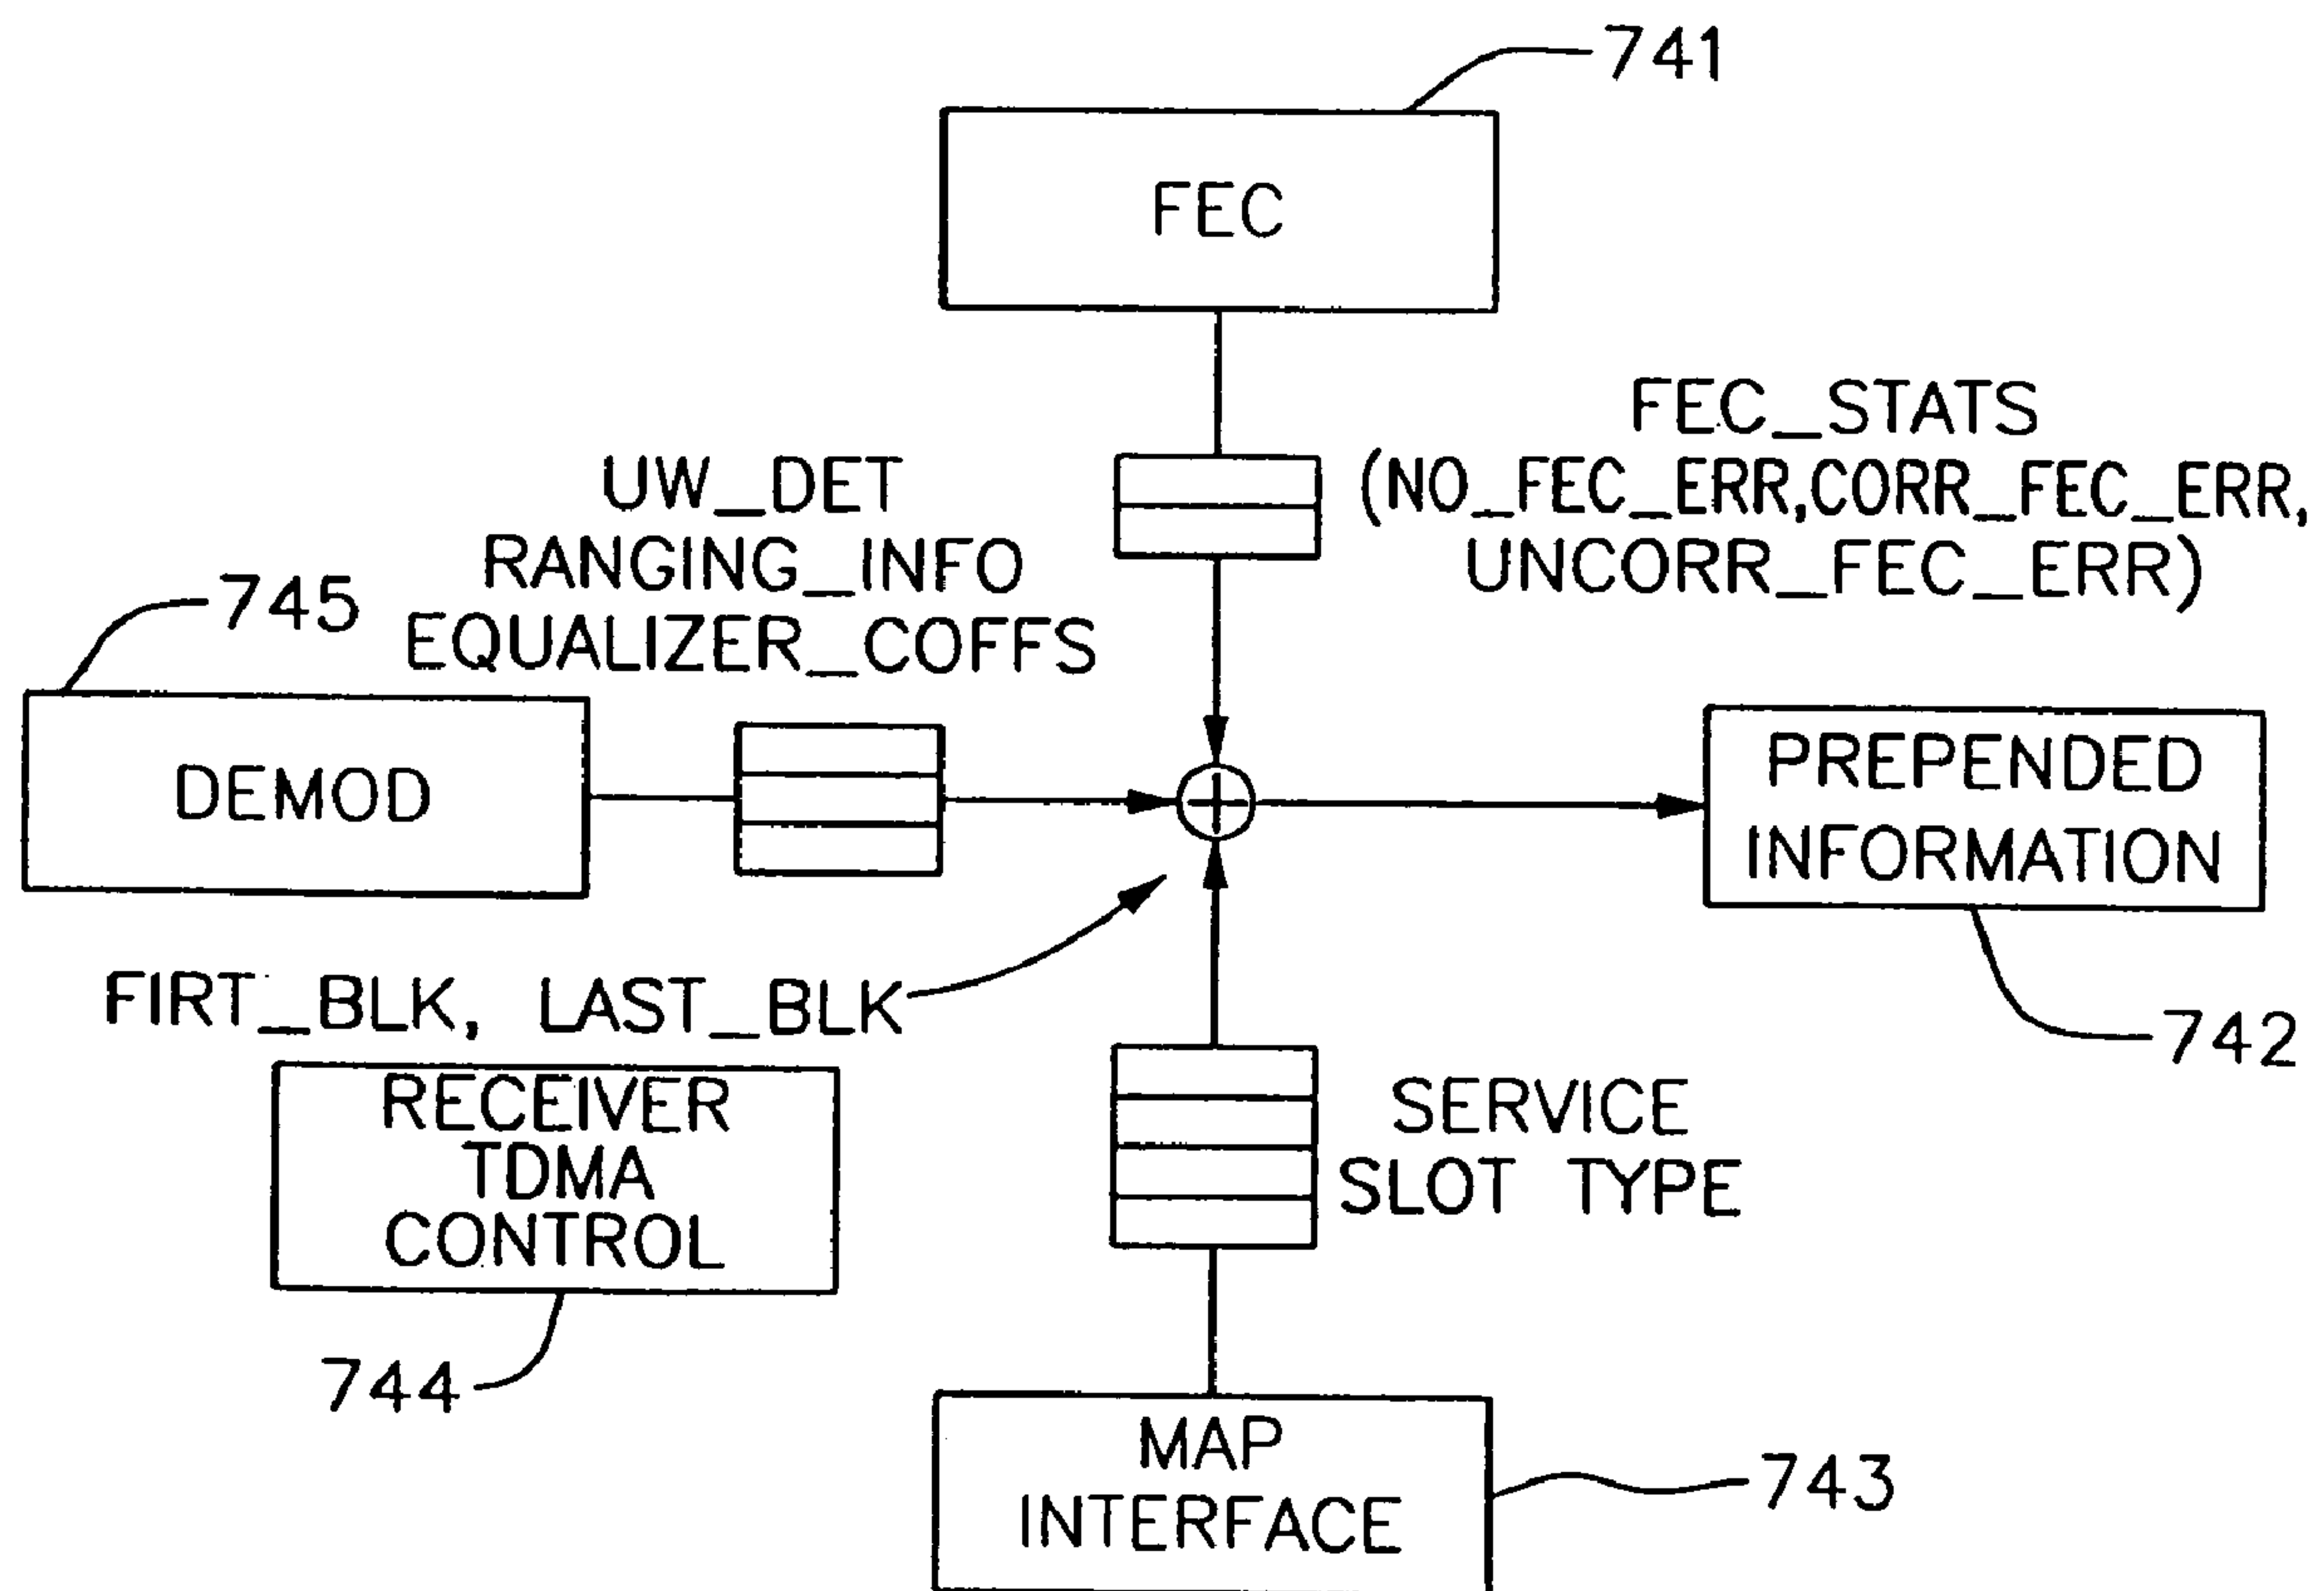 741
FEC
FEC_STATS
(NO_FEC_ERR,CORR_FEC_ERR,
UNCORR_FEC_ERR)
UW_DET
RANGING_INFO
EQUALIZER_COFFS
745
DEMOD
PREPENDED
INFORMATION
742
FIRT_BLK, LAST_BLK
RECEIVER
TDMA
CONTROL
744
SERVICE
SLOT TYPE
MAP
INTERFACE
743